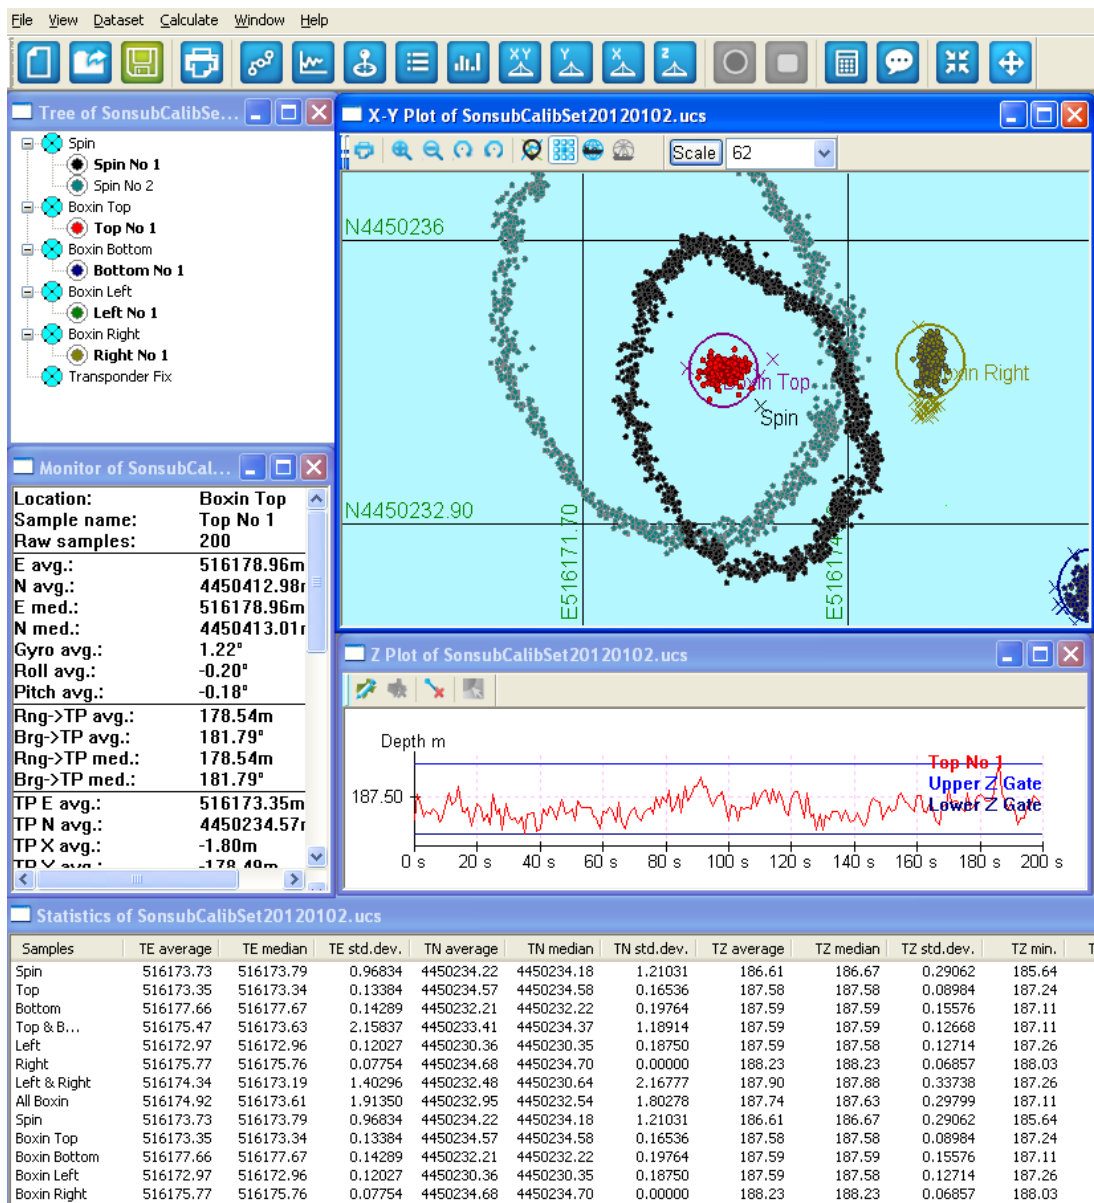 File View Dataset Calculate Window Help
XY Y X Z
Tree of SonsubCalibSe...
Spin
Spin No 1
Spin No 2
Boxin Top
Top No 1
Boxin Bottom
Bottom No 1
Boxin Left
Left No 1
Boxin Right
Right No 1
Transponder Fix
X-Y Plot of SonsubCalibSet20120102.ucs
Scale 62
N4450236
N4450232.90
E516171.70
E516174
Boxin Top
Spin
Boxin Right
Monitor of SonsubCal...
Location: Boxin Top
Sample name: Top No 1
Raw samples: 200
E avg.: 516178.96m
N avg.: 4450412.98m
E med.: 516178.96m
N med.: 4450413.01m
Gyro avg.: 1.22°
Roll avg.: -0.20°
Pitch avg.: -0.18°
Rng->TP avg.: 178.54m
Brg->TP avg.: 181.79°
Rng->TP med.: 178.54m
Brg->TP med.: 181.79°
TP E avg.: 516173.35m
TP N avg.: 4450234.57m
TP X avg.: -1.80m
TP Y avg.: -178.49m
Z Plot of SonsubCalibSet20120102.ucs
Depth m
187.50
Top No 1
Upper Z Gate
Lower Z Gate
0 s 20 s 40 s 60 s 80 s 100 s 120 s 140 s 160 s 180 s 200 s
Statistics of SonsubCalibSet20120102.ucs
Samples TE average TE median TE std.dev. TN average TN median TN std.dev. TZ average TZ median TZ std.dev. TZ min. T
Spin 516173.73 516173.79 0.96834 4450234.22 4450234.18 1.21031 186.61 186.67 0.29062 185.64
Top 516173.35 516173.34 0.13384 4450234.57 4450234.58 0.16536 187.58 187.58 0.08984 187.24
Bottom 516177.66 516177.67 0.14289 4450232.21 4450232.22 0.19764 187.59 187.59 0.15576 187.11
Top & B... 516175.47 516173.63 2.15837 4450233.41 4450234.37 1.18914 187.59 187.59 0.12668 187.11
Left 516172.97 516172.96 0.12027 4450230.36 4450230.35 0.18750 187.59 187.58 0.12714 187.26
Right 516175.77 516175.76 0.07754 4450234.68 4450234.70 0.00000 188.23 188.23 0.06857 188.03
Left & Right 516174.34 516173.19 1.40296 4450232.48 4450230.64 2.16777 187.90 187.88 0.33738 187.26
All Boxin 516174.92 516173.61 1.91350 4450232.95 4450232.54 1.80278 187.74 187.63 0.29799 187.11
Spin 516173.73 516173.79 0.96834 4450234.22 4450234.18 1.21031 186.61 186.67 0.29062 185.64
Boxin Top 516173.35 516173.34 0.13384 4450234.57 4450234.58 0.16536 187.58 187.58 0.08984 187.24
Boxin Bottom 516177.66 516177.67 0.14289 4450232.21 4450232.22 0.19764 187.59 187.59 0.15576 187.11
Boxin Left 516172.97 516172.96 0.12027 4450230.36 4450230.35 0.18750 187.59 187.58 0.12714 187.26
Boxin Right 516175.77 516175.76 0.07754 4450234.68 4450234.70 0.00000 188.23 188.23 0.06857 188.03